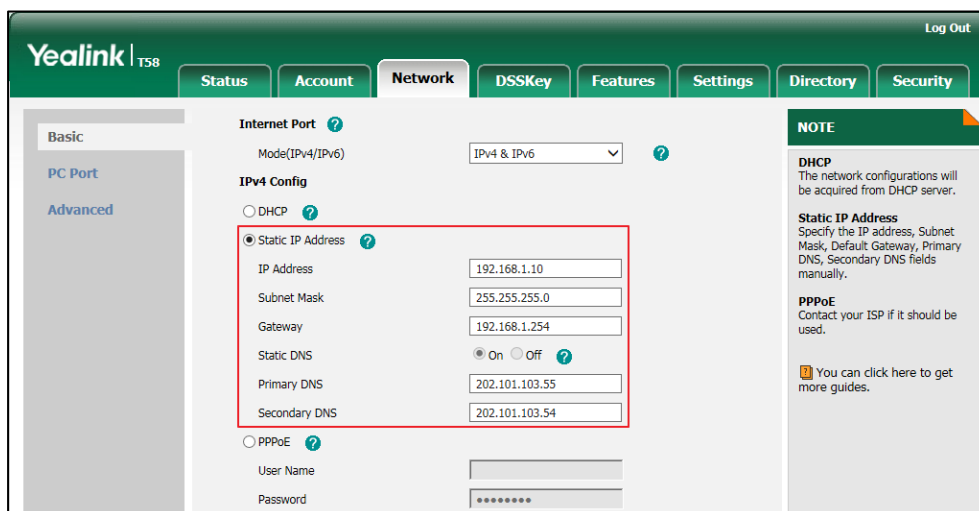 Log Out
Yealink | T58
Status Account Network DSSKey Features Settings Directory Security
Basic
PC Port
Advanced
Internet Port ?
Mode(IPv4/IPv6) IPv4 & IPv6 ?
IPv4 Config
DHCP ?
Static IP Address ?
IP Address 192.168.1.10
Subnet Mask 255.255.255.0
Gateway 192.168.1.254
Static DNS On Off ?
Primary DNS 202.101.103.55
Secondary DNS 202.101.103.54
PPPoE ?
User Name
Password ••••••••
NOTE
DHCP
The network configurations will
be acquired from DHCP server.
Static IP Address
Specify the IP address, Subnet
Mask, Default Gateway, Primary
DNS, Secondary DNS fields
manually.
PPPoE
Contact your ISP if it should be
used.
? You can click here to get
more guides.